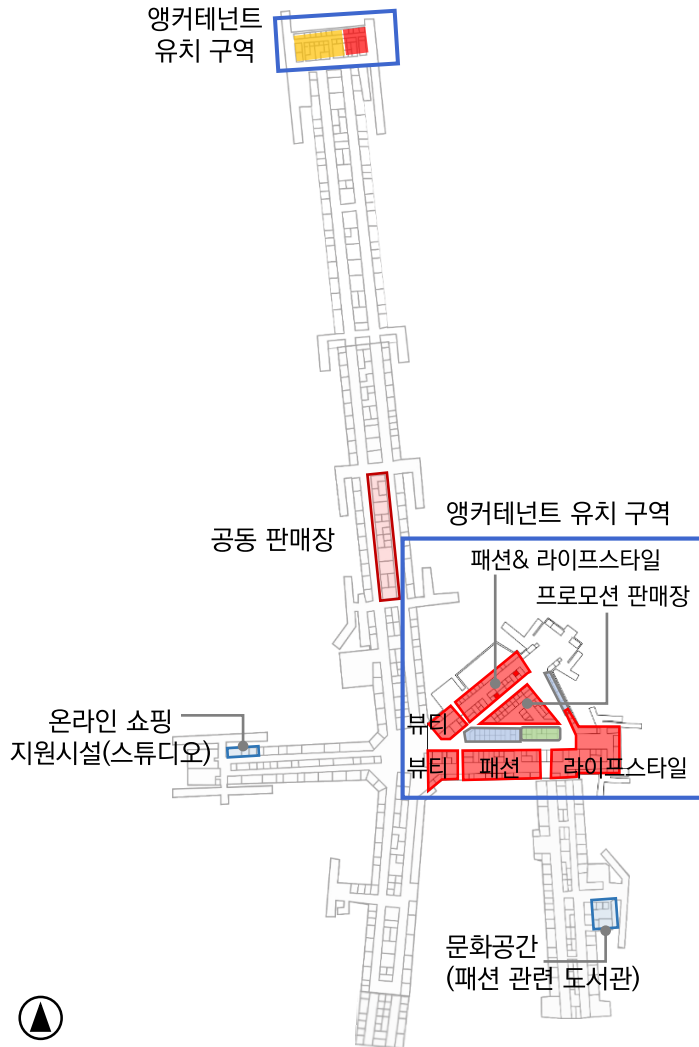 앵커테넌트
유치 구역
공동 판매장
앵커테넌트 유치 구역
패션& 라이프스타일
프로모션 판매장
뷰티
뷰티
패션
라이프스타일
온라인 쇼핑
지원시설(스튜디오)
문화공간
(패션 관련 도서관)